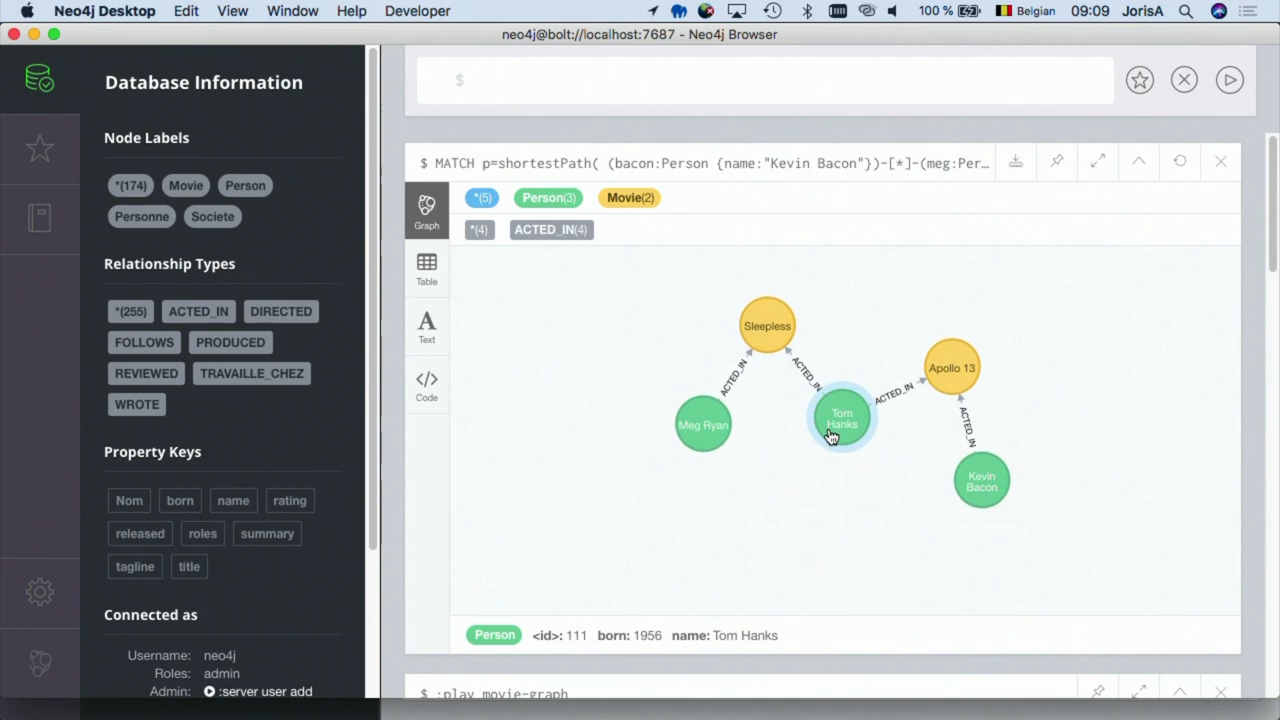 Neo4j Desktop Edit View Window Help Developer 100 % Belgian 09:09 JorisA
neo4j@bolt://localhost:7687 - Neo4j Browser
Database Information
Node Labels
*(174) Movie Person
Personne Societe
Relationship Types
*(255) ACTED_IN DIRECTED
FOLLOWS PRODUCED
REVIEWED TRAVAILLE_CHEZ
WROTE
Property Keys
Nom born name rating
released roles summary
tagline title
Connected as
Username: neo4j
Roles: admin
Admin: :server user add
$
$ MATCH p=shortestPath( (bacon:Person {name:"Kevin Bacon"})-[*]-(meg:Per…
Graph
Table
A
Text
</>
Code
*(5) Person(3) Movie(2)
*(4) ACTED_IN(4)
Sleepless
ACTED_IN
ACTED_IN
Apollo 13
ACTED_IN
Meg Ryan
Tom
Hanks
ACTED_IN
Kevin
Bacon
Person <id>: 111 born: 1956 name: Tom Hanks
$ :play movie-graph